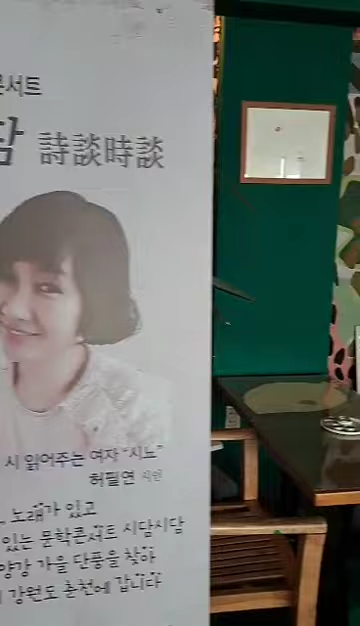 콘서트
담 詩談時談
시 읽어주는 여자 "시노"
허필연 시인
노래가 있고
있는 문학콘서트 시담시담
양강 가을 단풍을 찾아
강원도 춘천에 갑니다